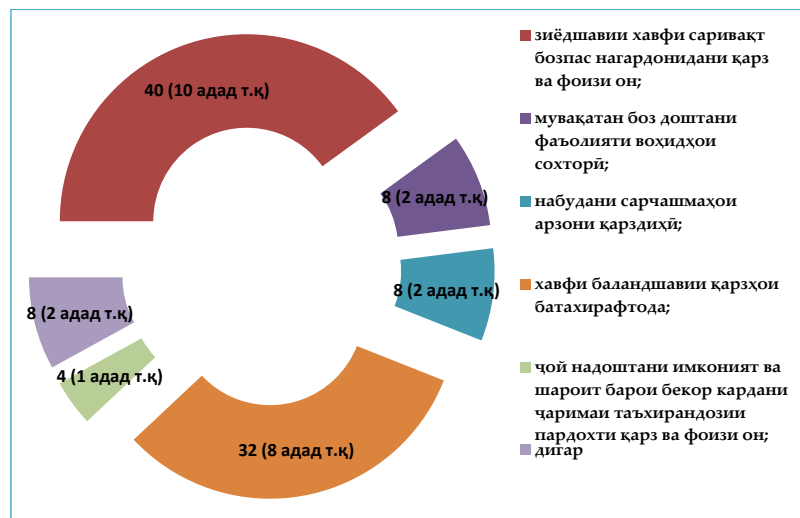 40 (10 адад т.қ)
8 (2 адад т.қ)
8 (2 адад т.қ)
32 (8 адад т.қ)
4 (1 адад т.қ)
8 (2 адад т.қ)
зиёдшавии хавфи саривақт
бозпас нагардонидани қарз
ва фоизи он;
мувақатан боз доштани
фаъолияти воҳидҳои
сохторӣ;
набудани сарчашмаҳои
арзони қарздиҳӣ;
хавфи баландшавии қарзҳои
батахирафтода;
ҷой надоштани имконият ва
шароит барои бекор кардани
ҷаримаи таъхирандозии
пардохти қарз ва фоизи он;
дигар